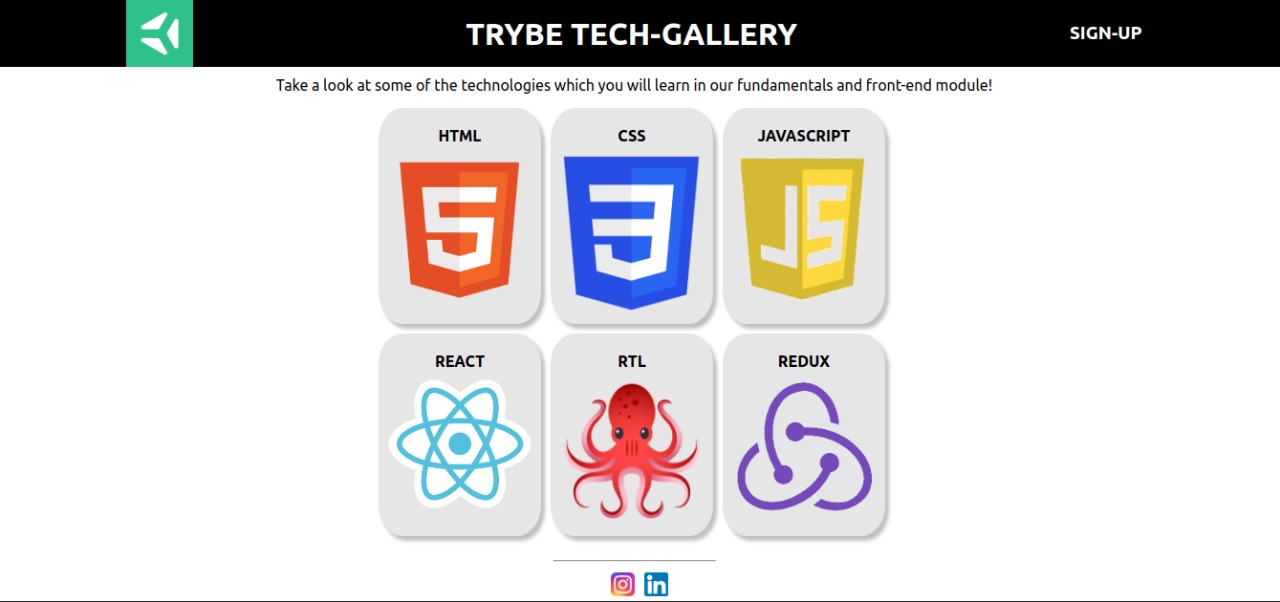 TRYBE TECH-GALLERY
SIGN-UP
Take a look at some of the technologies which you will learn in our fundamentals and front-end module!
HTML
CSS
JAVASCRIPT
5
3
JS
REACT
RTL
REDUX
in